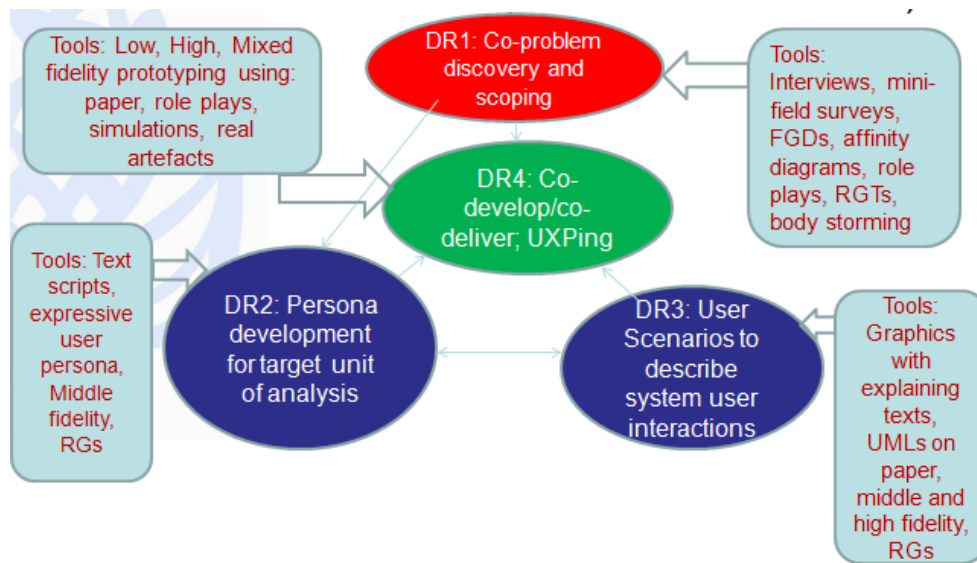 Tools: Low, High, Mixed
fidelity prototyping using:
paper, role plays,
simulations, real
artefacts
DR1: Co-problem
discovery and
scoping
Tools:
Interviews, mini-
field surveys,
FGDs, affinity
diagrams, role
plays, RGTs,
body storming
DR4: Co-
develop/co-
deliver; UXPing
Tools: Text
scripts,
expressive
user
persona,
Middle
fidelity,
RGs
DR2: Persona
development
for target unit
of analysis
DR3: User
Scenarios to
describe
system user
interactions
Tools:
Graphics
with
explaining
texts,
UMLs on
paper,
middle and
high fidelity,
RGs